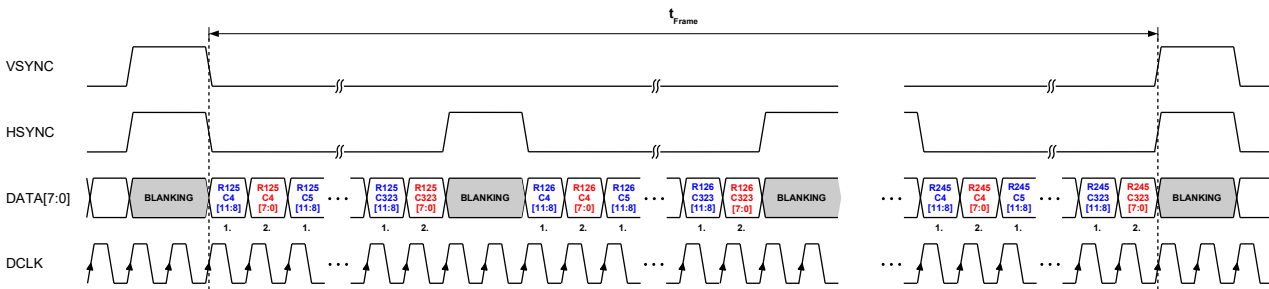 t Frame
VSYNC
HSYNC
DATA[7:0]
BLANKING
R125 C4 [11:8]
R125 C4 [7:0]
R125 C5 [11:8]
• • •
R125 C323 [11:8]
R125 C323 [7:0]
BLANKING
R126 C4 [11:8]
R126 C4 [7:0]
R126 C5 [11:8]
• • •
R126 C323 [11:8]
R126 C323 [7:0]
BLANKING
• • •
R245 C4 [11:8]
R245 C4 [7:0]
R245 C5 [11:8]
• • •
R245 C323 [11:8]
R245 C323 [7:0]
BLANKING
1. 2. 1. 1. 2. 1. 2. 1. 1. 2. 1. 2. 1. 1. 2.
DCLK
• • • • • • • • • • • •